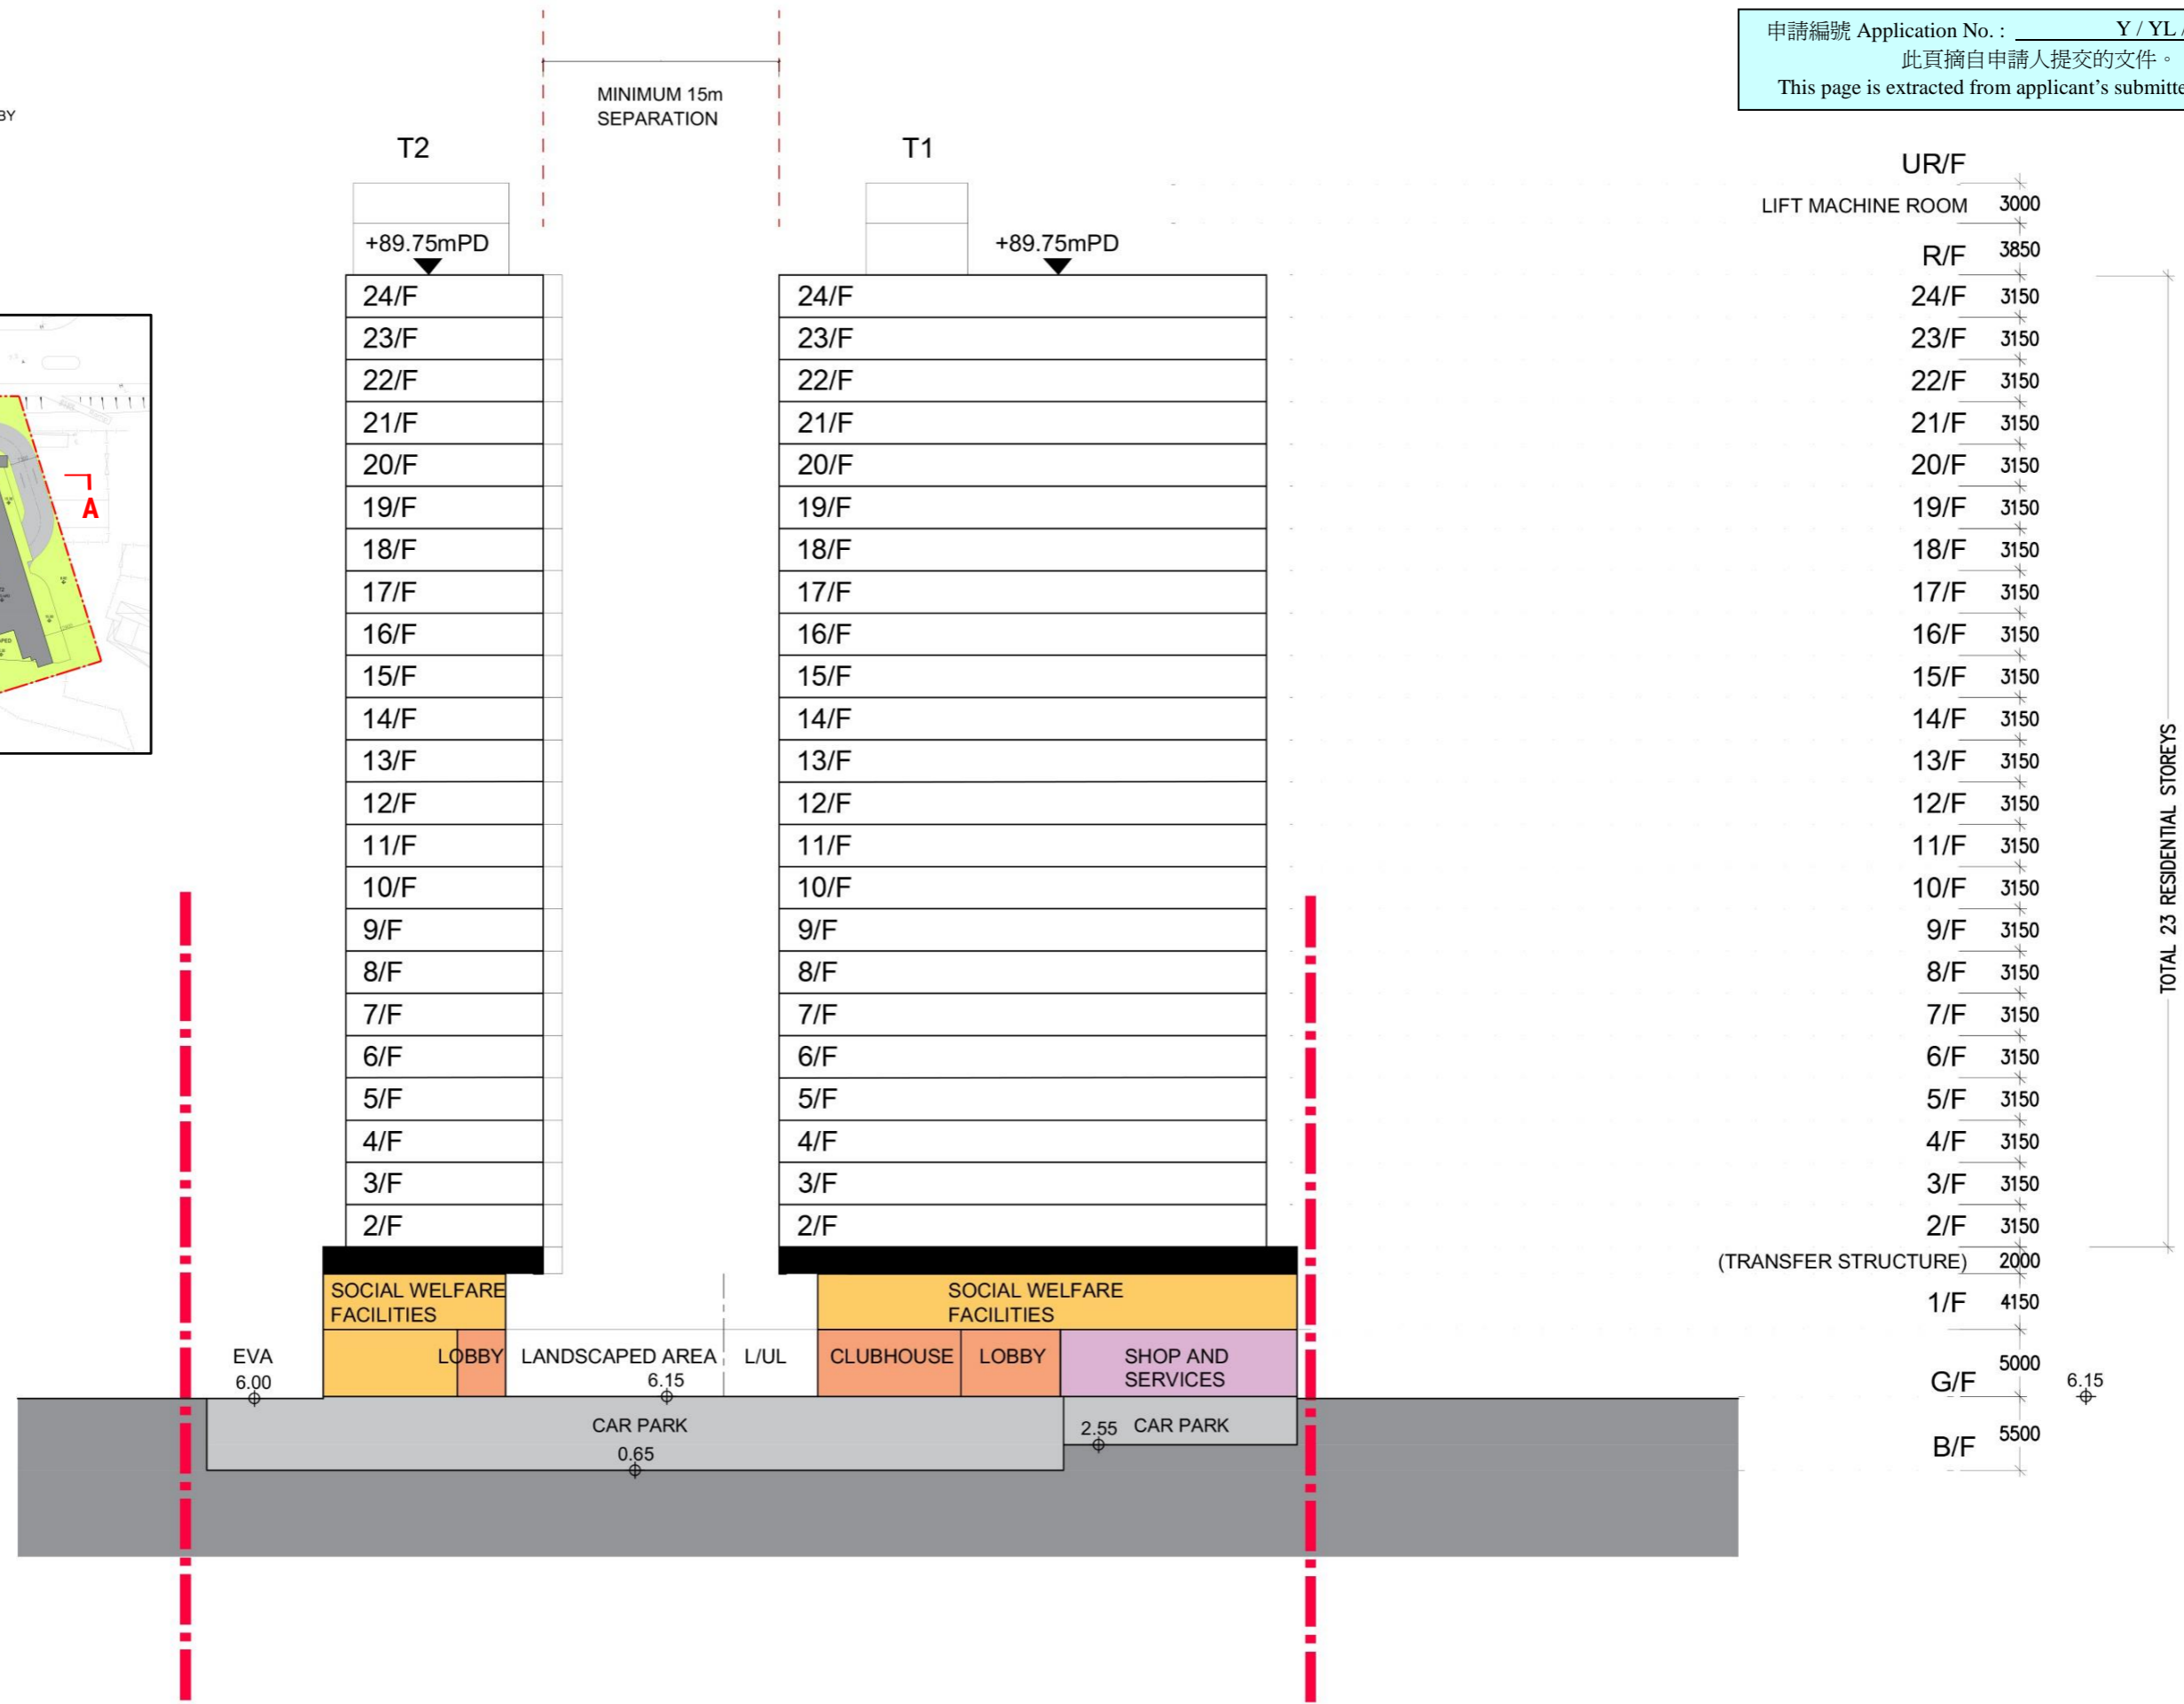 申請編號 Application No. : Y / YL /
此頁摘自申請人提交的文件。
This page is extracted from applicant's submitte
BY
MINIMUM 15m
SEPARATION
T2
T1
+89.75mPD
+89.75mPD
24/F
23/F
22/F
21/F
20/F
19/F
18/F
17/F
16/F
15/F
14/F
13/F
12/F
11/F
10/F
9/F
8/F
7/F
6/F
5/F
4/F
3/F
2/F
24/F
23/F
22/F
21/F
20/F
19/F
18/F
17/F
16/F
15/F
14/F
13/F
12/F
11/F
10/F
9/F
8/F
7/F
6/F
5/F
4/F
3/F
2/F
A
SOCIAL WELFARE
FACILITIES
SOCIAL WELFARE
FACILITIES
EVA
6.00
LOBBY
LANDSCAPED AREA
6.15
L/UL
CLUBHOUSE
LOBBY
SHOP AND
SERVICES
CAR PARK
0.65
2.55
CAR PARK
UR/F
LIFT MACHINE ROOM 3000
R/F 3850
24/F 3150
23/F 3150
22/F 3150
21/F 3150
20/F 3150
19/F 3150
18/F 3150
17/F 3150
16/F 3150
15/F 3150
14/F 3150
13/F 3150
12/F 3150
11/F 3150
10/F 3150
9/F 3150
8/F 3150
7/F 3150
6/F 3150
5/F 3150
4/F 3150
3/F 3150
2/F 3150
(TRANSFER STRUCTURE) 2000
1/F 4150
G/F 5000
6.15
B/F 5500
TOTAL 23 RESIDENTIAL STOREYS